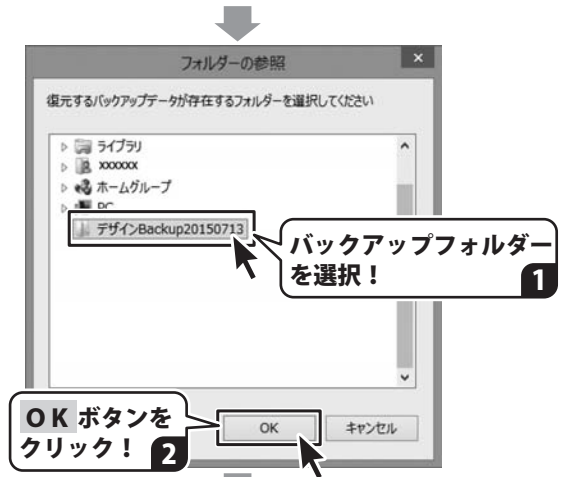 フォルダーの参照
復元するバックアップデータが存在するフォルダーを選択してください
ライブラリ
xxxxxx
ホームグループ
PC
デザインBackup20150713
バックアップフォルダー
を選択！
1
OK ボタンを
クリック！ 2
OK キャンセル